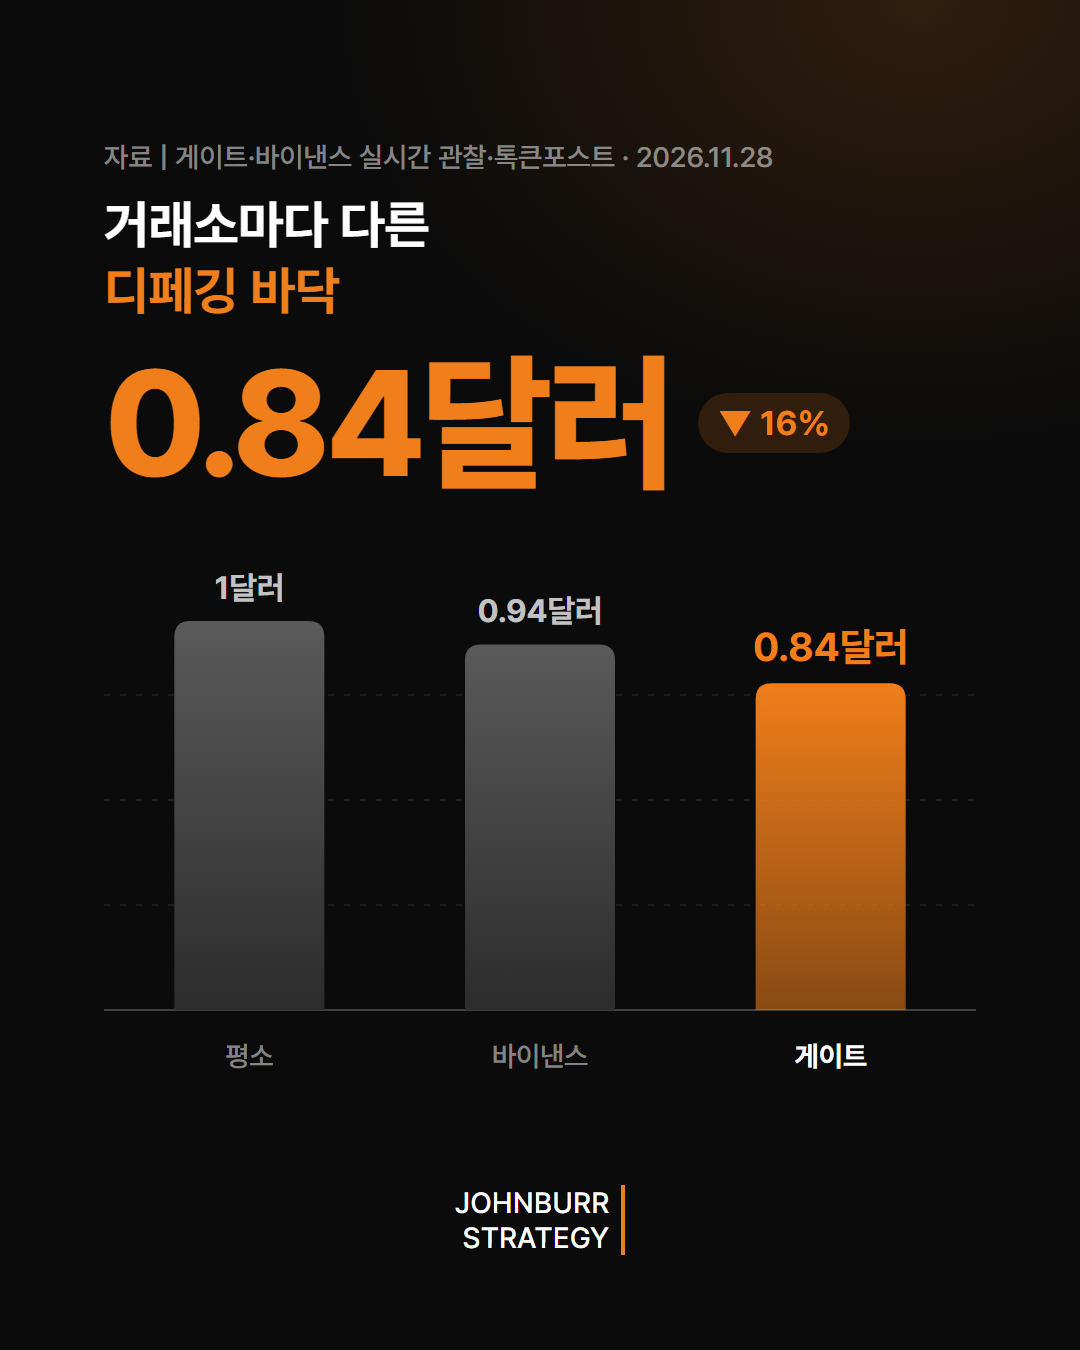 자료 | 게이트·바이낸스 실시간 관찰·톡큰포스트 · 2026.11.28
거래소마다 다른
디페깅 바닥
0.84달러 ▼ 16%
1달러
0.94달러
0.84달러
평소 바이낸스 게이트
JOHNBURR
STRATEGY